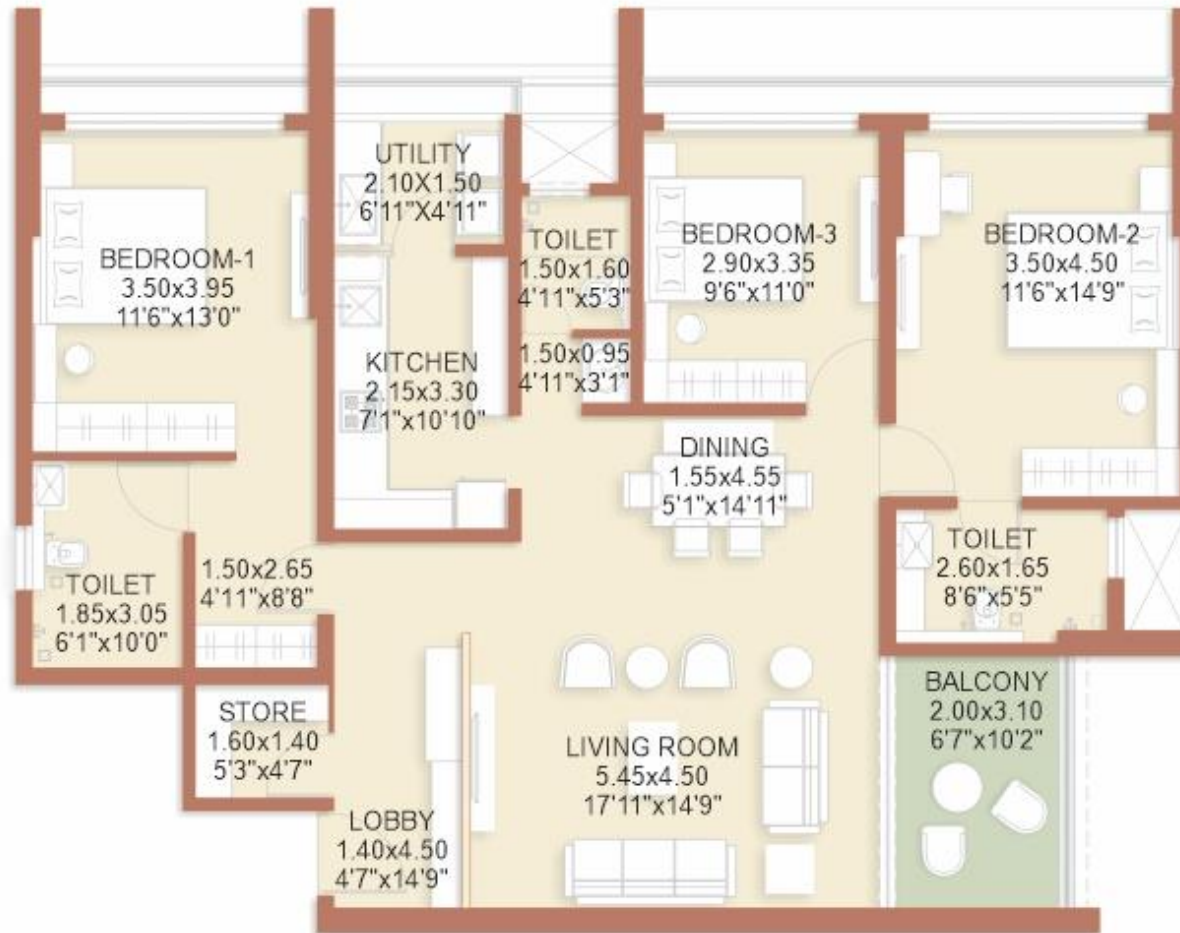 UTILITY
2.10X1.50
6'11"X4'11"
BEDROOM-1
3.50x3.95
11'6"x13'0"
TOILET
1.50x1.60
4'11"x5'3"
BEDROOM-3
2.90x3.35
9'6"x11'0"
BEDROOM-2
3.50x4.50
11'6"x14'9"
KITCHEN
2.15x3.30
7'1"x10'10"
1.50x0.95
4'11"x3'1"
DINING
1.55x4.55
5'1"x14'11"
TOILET
1.85x3.05
6'1"x10'0"
1.50x2.65
4'11"x8'8"
TOILET
2.60x1.65
8'6"x5'5"
STORE
1.60x1.40
5'3"x4'7"
LIVING ROOM
5.45x4.50
17'11"x14'9"
BALCONY
2.00x3.10
6'7"x10'2"
LOBBY
1.40x4.50
4'7"x14'9"